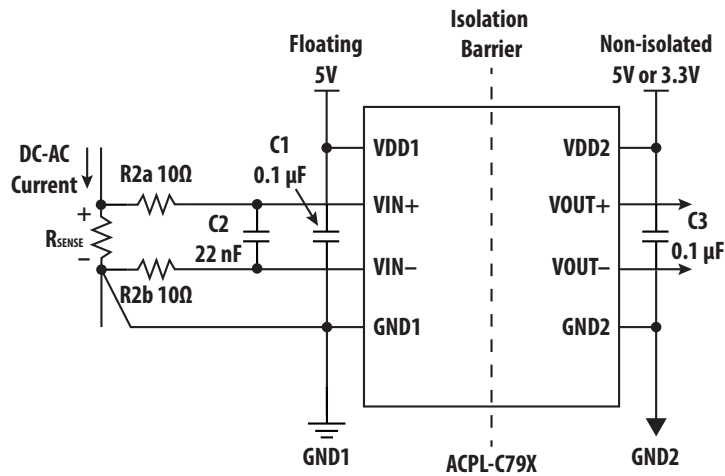 Isolation
Barrier
Floating
5V
Non-isolated
5V or 3.3V
DC-AC
Current
R2a 10Ω
C1
0.1 µF
VDD1
VDD2
VIN+
VOUT+
+
RSENSE
–
C2
22 nF
C3
0.1 µF
VIN–
VOUT–
R2b 10Ω
GND1
GND2
GND1
ACPL-C79X
GND2